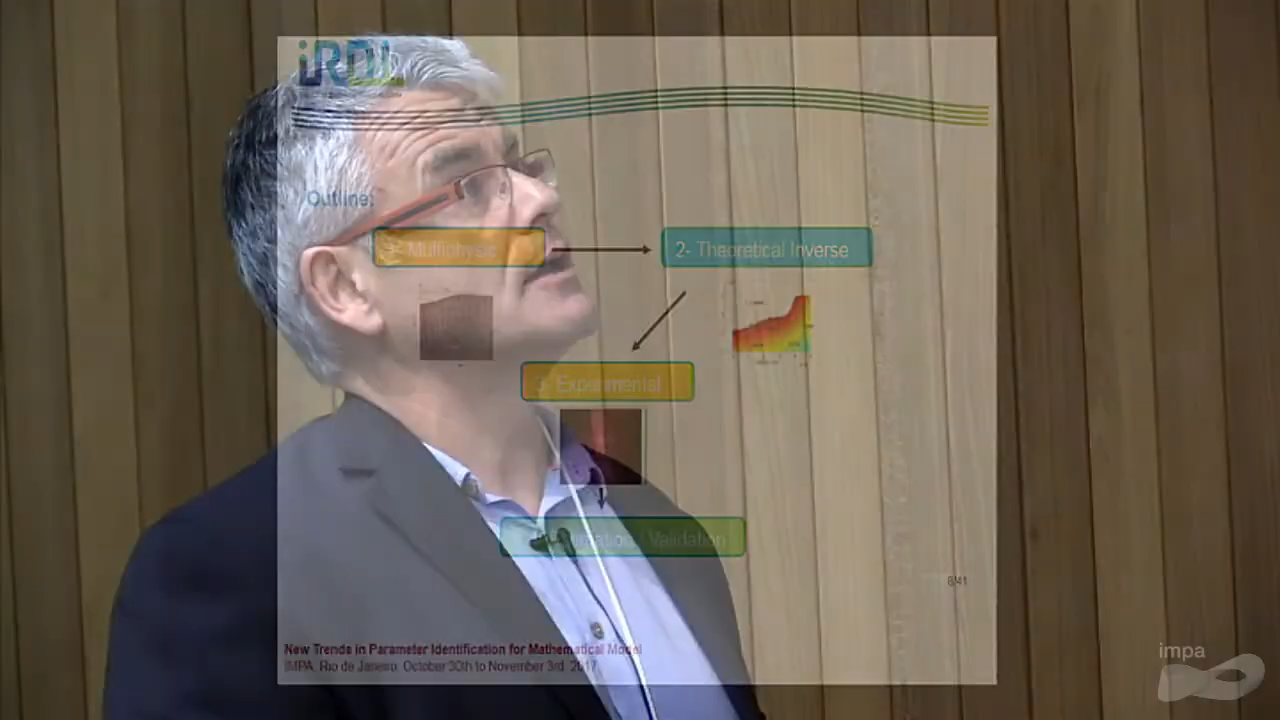 iRDL
Outline:
Multiphysic
2- Theoretical Inverse
3- Experimental
/ Validation
8/41
New Trends in Parameter Identification for Mathematical Model
IMPA, Rio de Janeiro, October 30th to November 3rd, 2017
impa